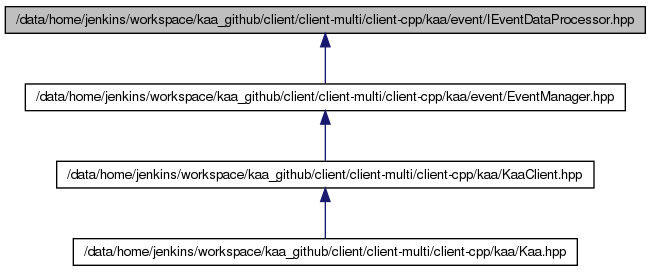 /data/home/jenkins/workspace/kaa_github/client/client-multi/client-cpp/kaa/event/IEventDataProcessor.hpp
/data/home/jenkins/workspace/kaa_github/client/client-multi/client-cpp/kaa/event/EventManager.hpp
/data/home/jenkins/workspace/kaa_github/client/client-multi/client-cpp/kaa/KaaClient.hpp
/data/home/jenkins/workspace/kaa_github/client/client-multi/client-cpp/kaa/Kaa.hpp